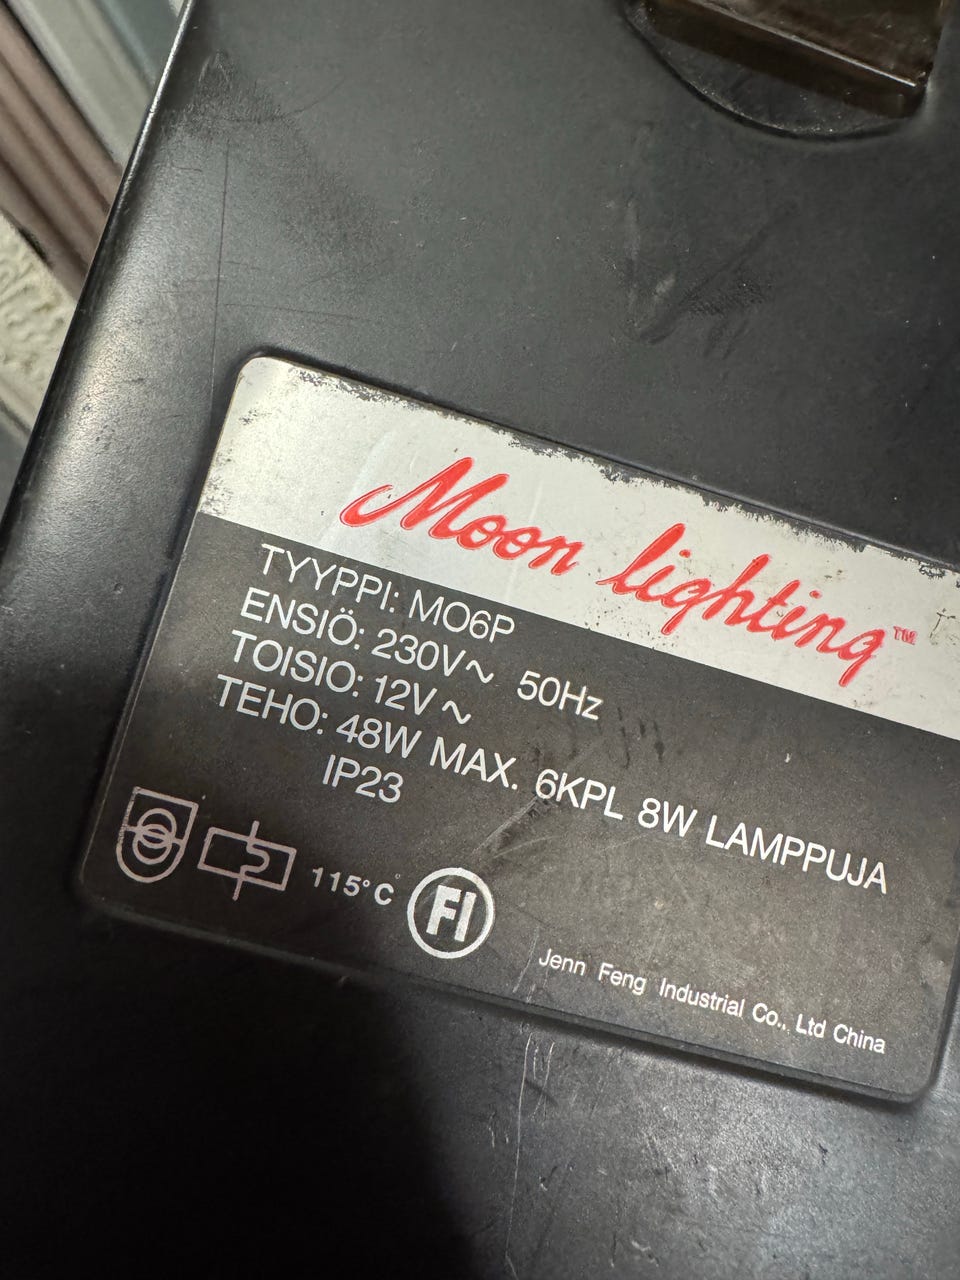 Moon lighting™
TYYPPI: MO6P
ENSIÖ: 230V~ 50Hz
TOISIO: 12V~
TEHO: 48W MAX. 6KPL 8W LAMPPUJA
IP23
115°C
FI
Jenn Feng Industrial Co., Ltd China